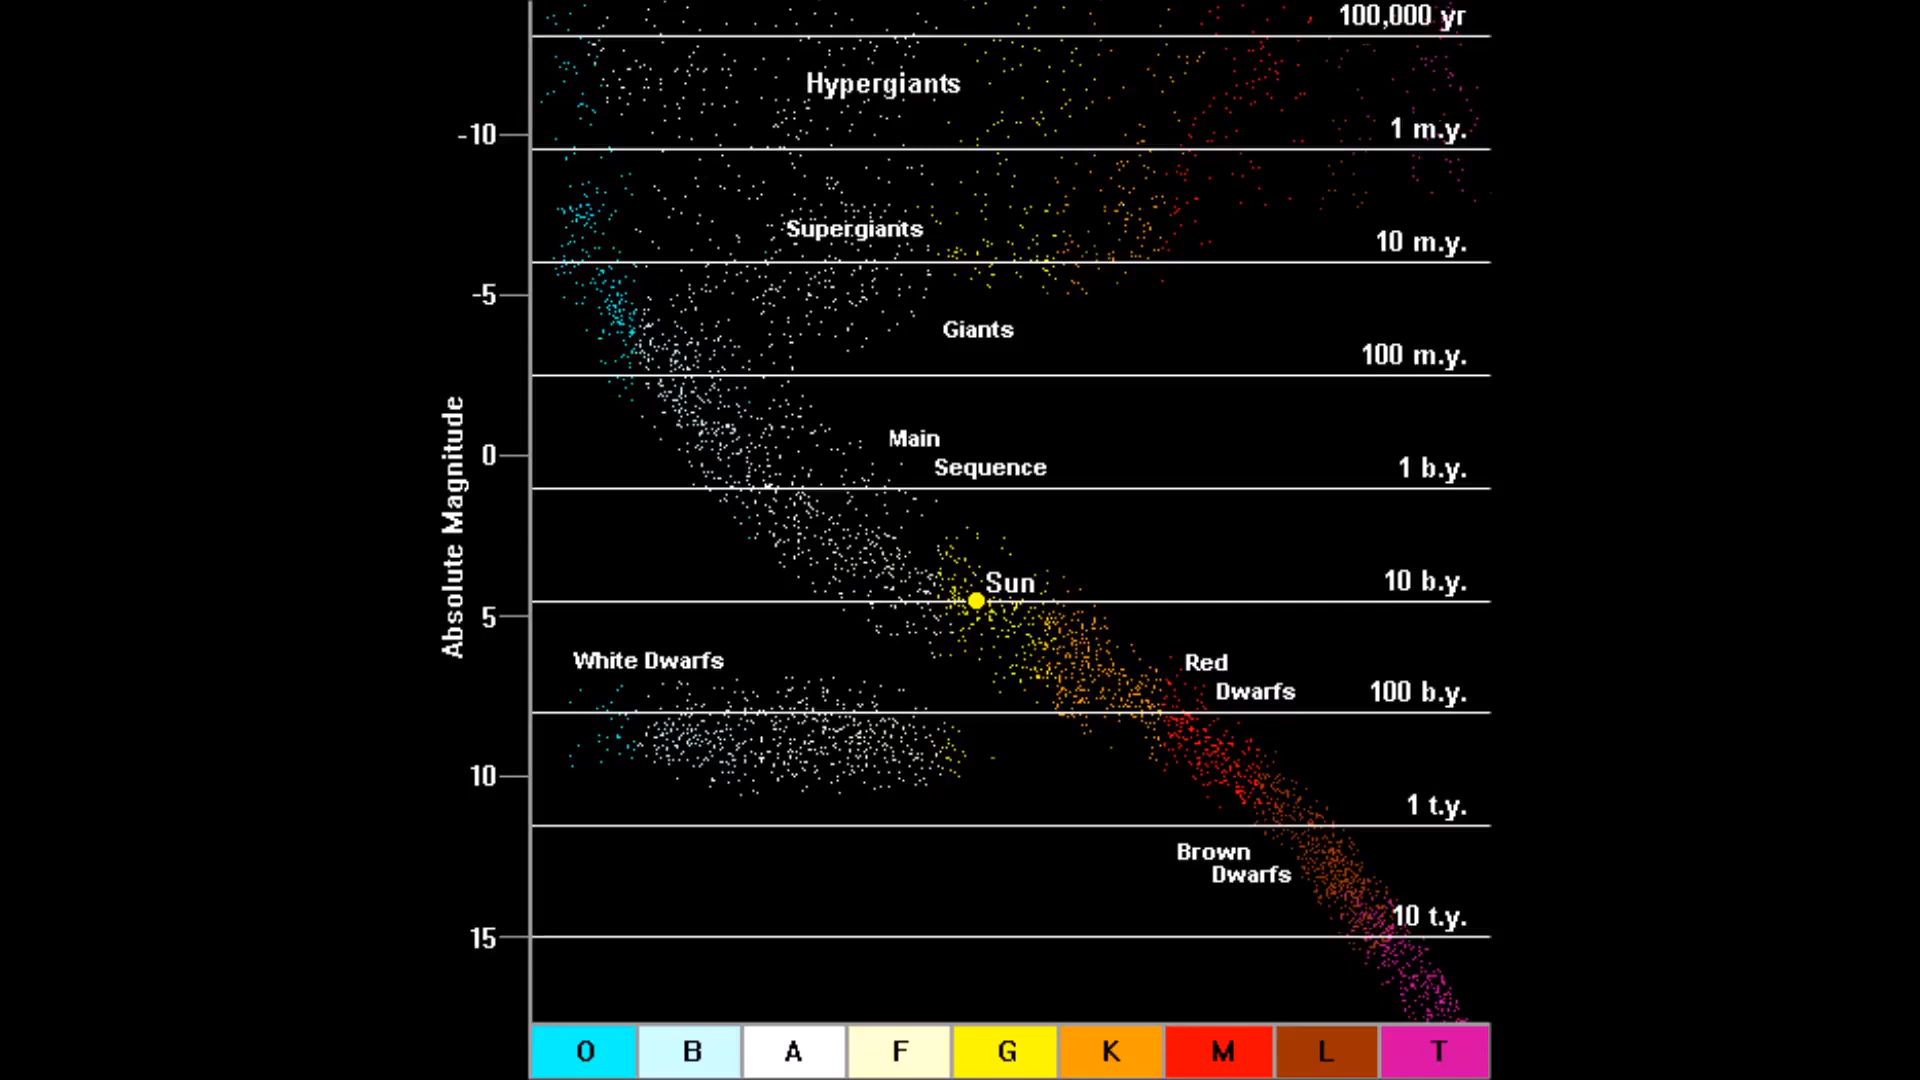 100,000 yr
Hypergiants
-10
1 m.y.
Supergiants
10 m.y.
-5
Giants
100 m.y.
Main
Sequence
0
1 b.y.
Absolute Magnitude
Sun
10 b.y.
5
White Dwarfs
Red
Dwarfs
100 b.y.
10
1 t.y.
Brown
Dwarfs
10 t.y.
15
O B A F G K M L T